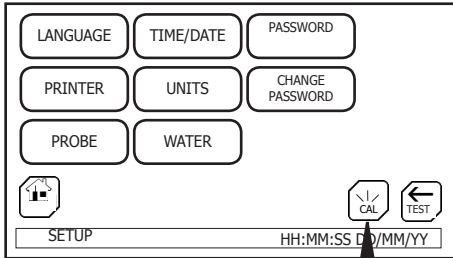 LANGUAGE TIME/DATE PASSWORD
PRINTER UNITS CHANGE
PASSWORD
PROBE WATER
CAL TEST
SETUP HH:MM:SS DD/MM/YY